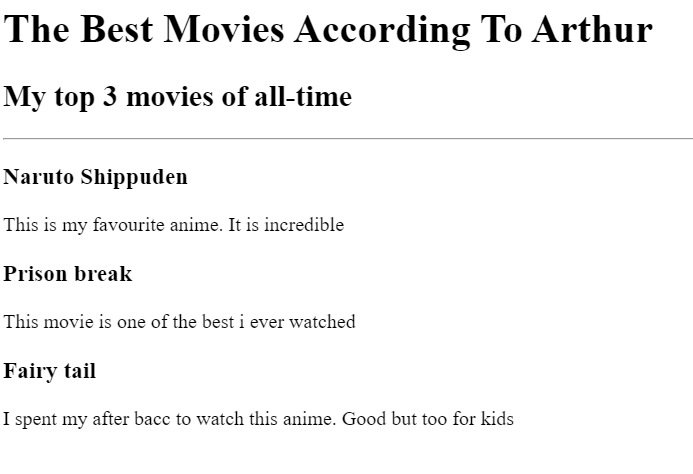 The Best Movies According To Arthur
My top 3 movies of all-time
Naruto Shippuden
This is my favourite anime. It is incredible
Prison break
This movie is one of the best i ever watched
Fairy tail
I spent my after bacc to watch this anime. Good but too for kids